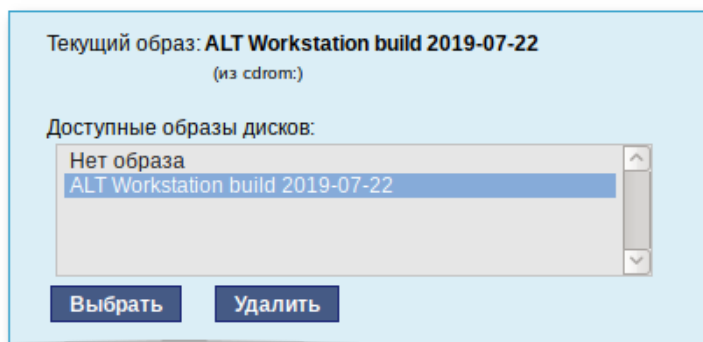 Текущий образ: ALT Workstation build 2019-07-22
(из cdrom:)
Доступные образы дисков:
Нет образа
ALT Workstation build 2019-07-22
Выбрать Удалить